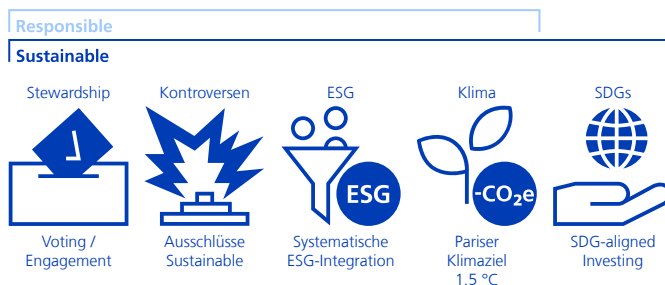 Responsible
Sustainable
Stewardship
Kontroversen
ESG
Klima
SDGs
ESG
-CO₂e
Voting /
Engagement
Ausschlüsse
Sustainable
Systematische
ESG-Integration
Pariser
Klimaziel
1,5 °C
SDG-aligned
Investing